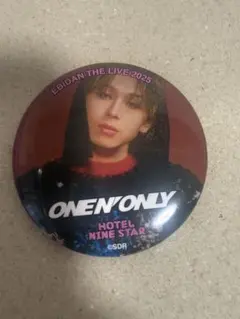 EBiDAN THE LIVE 2025
ONE N' ONLY
HOTEL
NINE STAR
©SDR